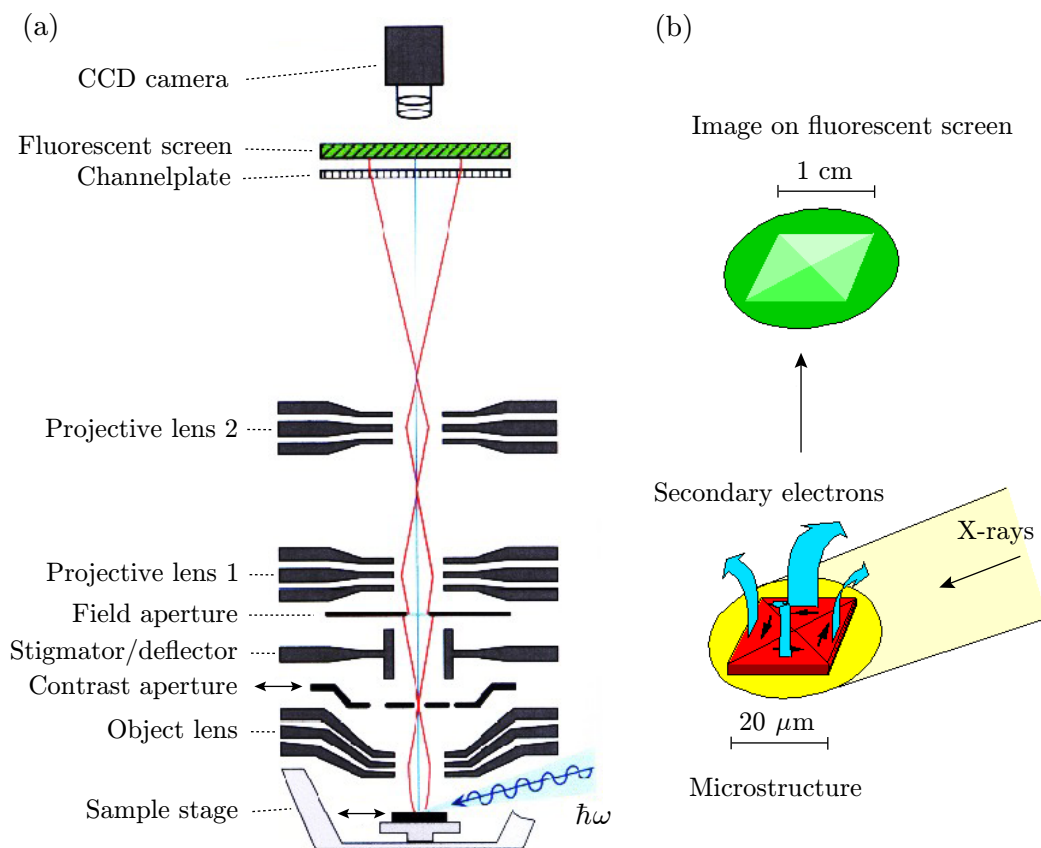 (a)
CCD camera
Fluorescent screen
Channelplate
Projective lens 2
Projective lens 1
Field aperture
Stigmator/deflector
Contrast aperture
Object lens
Sample stage
ħω
(b)
Image on fluorescent screen
1 cm
Secondary electrons
X-rays
20 μm
Microstructure